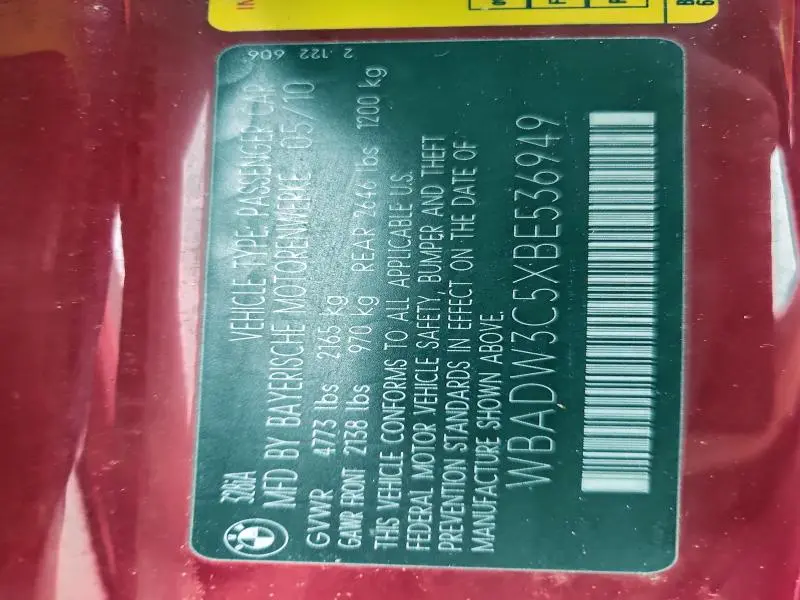 328iA
VEHICLE TYPE: PASSENGER CAR
MFD BY BAYERISCHE MOTORENWERKE 05/10
GVWR 4773 lbs 2165 kg
GAWR FRONT 2138 lbs 970 kg REAR 2646 lbs 1200 kg
THIS VEHICLE CONFORMS TO ALL APPLICABLE U.S.
FEDERAL MOTOR VEHICLE SAFETY, BUMPER AND THEFT
PREVENTION STANDARDS IN EFFECT ON THE DATE OF
MANUFACTURE SHOWN ABOVE.
WBADW3C5XBE536949
2 122 606